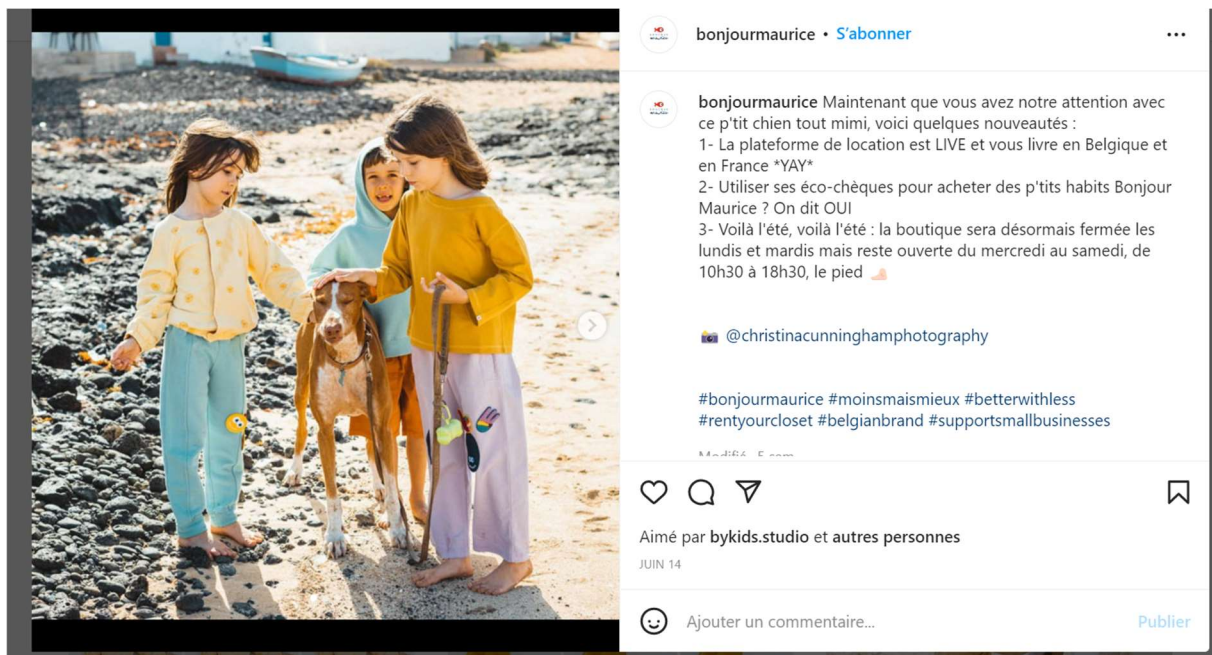 bonjourmaurice • S'abonner
bonjourmaurice Maintenant que vous avez notre attention avec
ce p'tit chien tout mimi, voici quelques nouveautés :
1- La plateforme de location est LIVE et vous livre en Belgique et
en France *YAY*
2- Utiliser ses éco-chèques pour acheter des p'tits habits Bonjour
Maurice ? On dit OUI
3- Voilà l'été, voilà l'été : la boutique sera désormais fermée les
lundis et mardis mais reste ouverte du mercredi au samedi, de
10h30 à 18h30, le pied 🦶🏻
📸 @christinacunninghamphotography
#bonjourmaurice #moinsmaismieux #betterwithless
#rentyourcloset #belgianbrand #supportsmallbusinesses
Modifié · 5 sem
Aimé par bykids.studio et autres personnes
JUIN 14
Ajouter un commentaire...
Publier